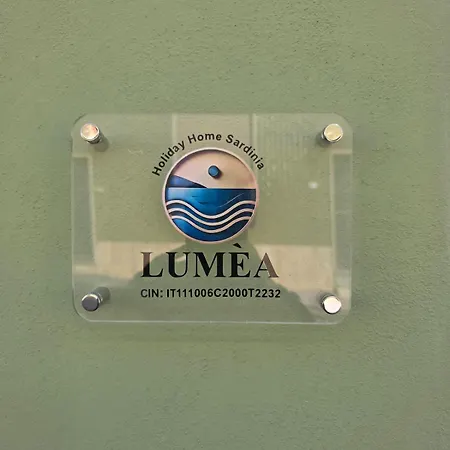 Holiday Home Sardinia
LUMÈA
CIN: IT111006C2000T2232